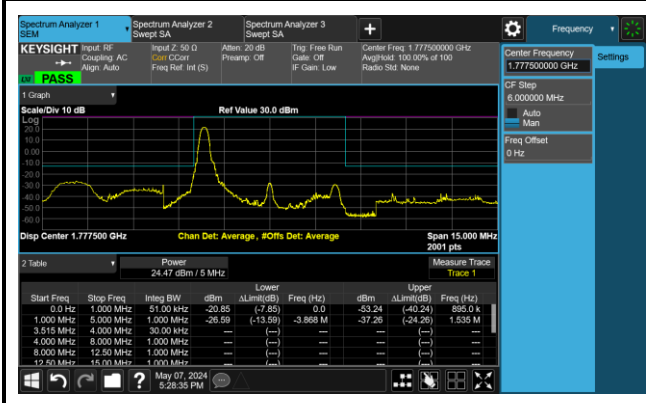 Spectrum Analyzer 1
SEM
Spectrum Analyzer 2
Swept SA
Spectrum Analyzer 3
Swept SA
+
Frequency
KEYSIGHT
Input: RF
Coupling: AC
Align: Auto
Input Z: 50 Ω
Corr CCorr
Freq Ref: Int (S)
Atten: 20 dB
Preamp: Off
Trig: Free Run
Gate: Off
IF Gain: Low
Center Freq: 1.777500000 GHz
Avg|Hold: 100.00% of 100
Radio Std: None
PASS
Center Frequency
1.777500000 GHz
Settings
CF Step
6.000000 MHz
Auto
Man
Freq Offset
0 Hz
1 Graph
Scale/Div 10 dB
Ref Value 30.0 dBm
Log
20.0
10.0
0.00
-10.0
-20.0
-30.0
-40.0
-50.0
-60.0
Disp Center 1.777500 GHz
Chan Det: Average, #Offs Det: Average
Span 15.000 MHz
2001 pts
2 Table
Power
24.47 dBm / 5 MHz
Measure Trace
Trace 1
Lower Upper
Start Freq Stop Freq Integ BW dBm ΔLimit(dB) Freq (Hz) dBm ΔLimit(dB) Freq (Hz)
0.0 Hz 1.000 MHz 51.00 kHz -20.85 (-7.85) 0.0 -53.24 (-40.24) 895.0 k
1.000 MHz 5.000 MHz 1.000 MHz -26.59 (-13.59) -3.868 M -37.26 (-24.26) 1.535 M
3.515 MHz 4.000 MHz 30.00 kHz --- (---) --- (---)
4.000 MHz 8.000 MHz 1.000 MHz --- (---) --- (---)
8.000 MHz 12.50 MHz 1.000 MHz --- (---) --- (---)
12.50 MHz 15.00 MHz 1.000 MHz --- (---) --- (---)
?
May 07, 2024
5:28:35 PM